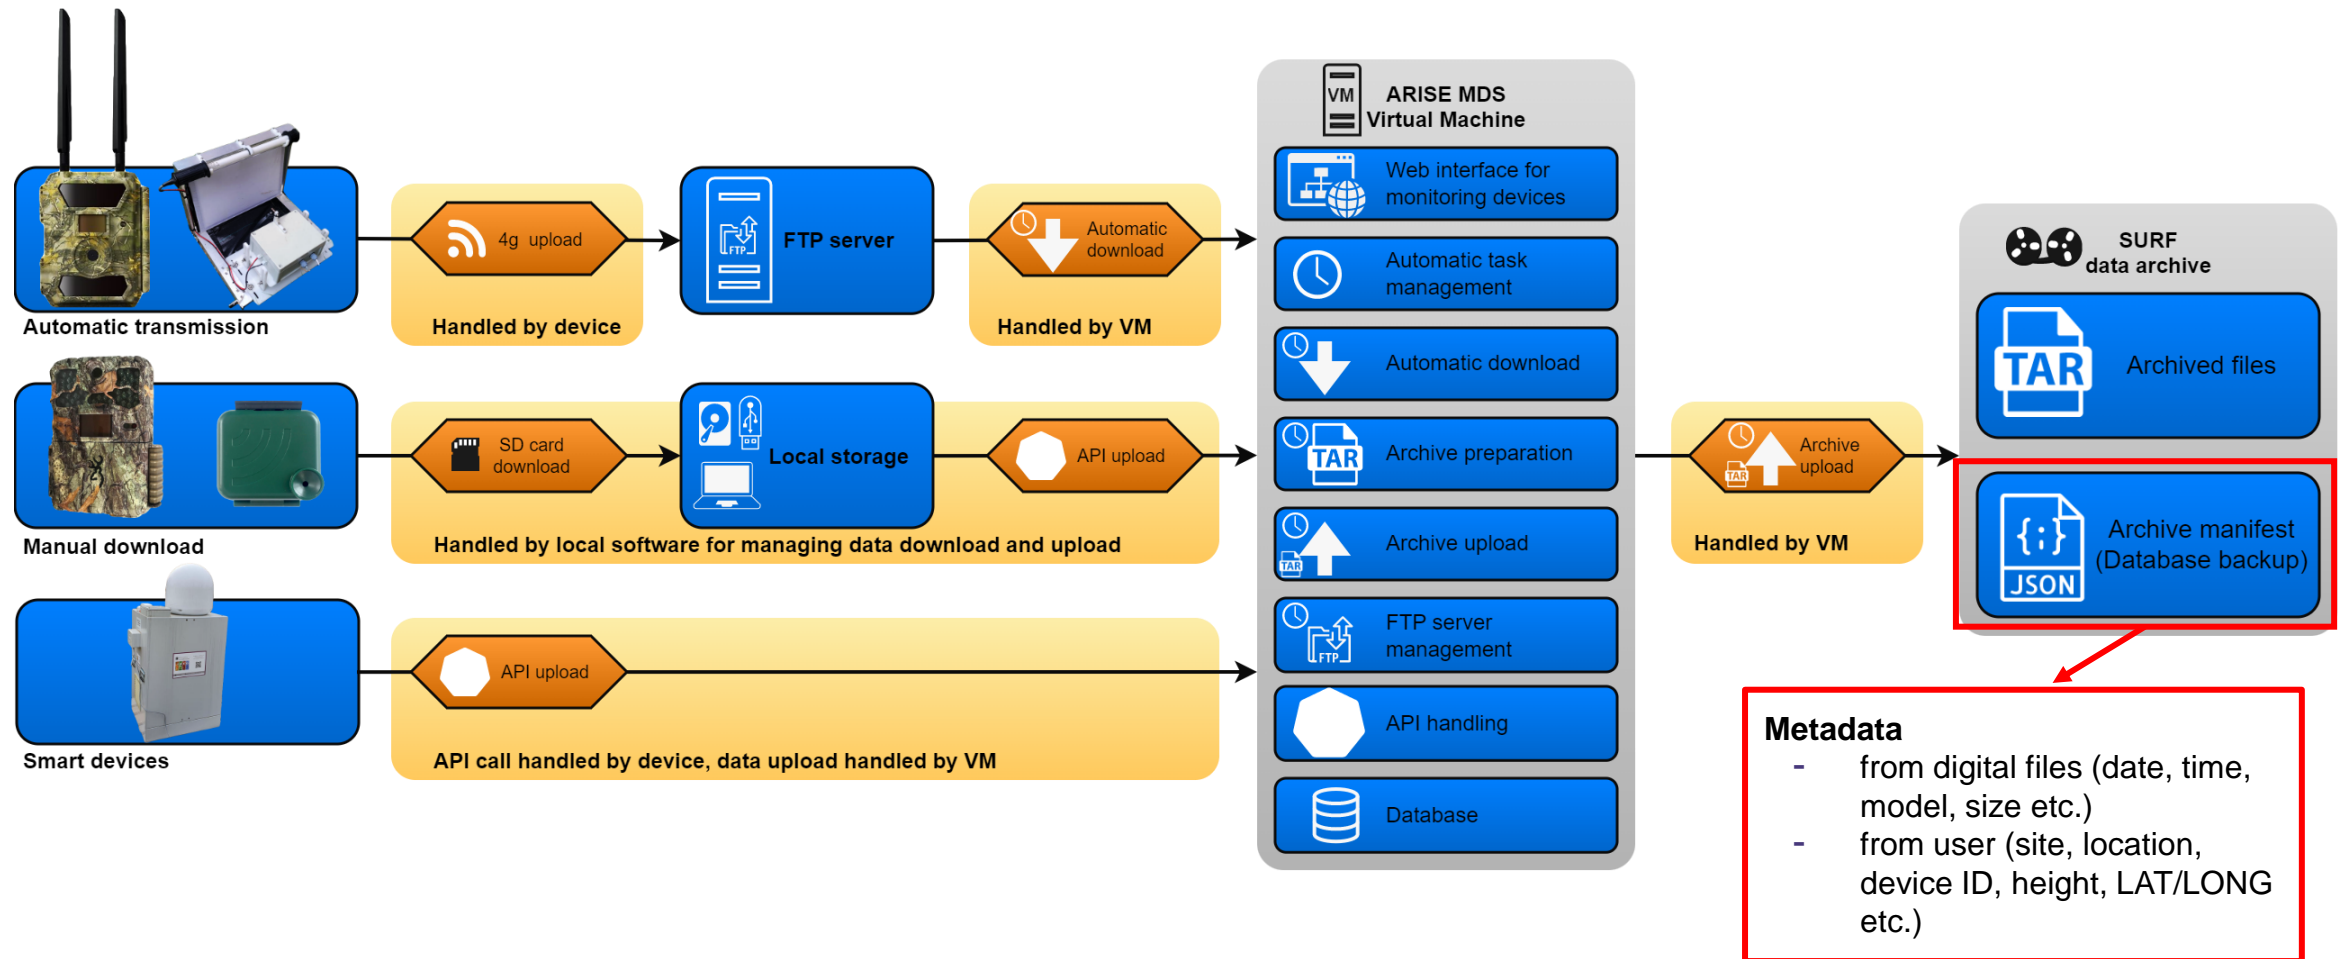 Automatic transmission
4g upload
Handled by device
FTP
FTP server
Automatic
download
Handled by VM
Manual download
SD card
download
Local storage
API upload
Handled by local software for managing data download and upload
Smart devices
API upload
API call handled by device, data upload handled by VM
VM
ARISE MDS
Virtual Machine
Web interface for
monitoring devices
Automatic task
management
Automatic download
TAR
Archive preparation
TAR
Archive upload
FTP
FTP server
management
API handling
Database
TAR
Archive
upload
Handled by VM
SURF
data archive
TAR
Archived files
{;}
JSON
Archive manifest
(Database backup)
Metadata
- from digital files (date, time,
model, size etc.)
- from user (site, location,
device ID, height, LAT/LONG
etc.)